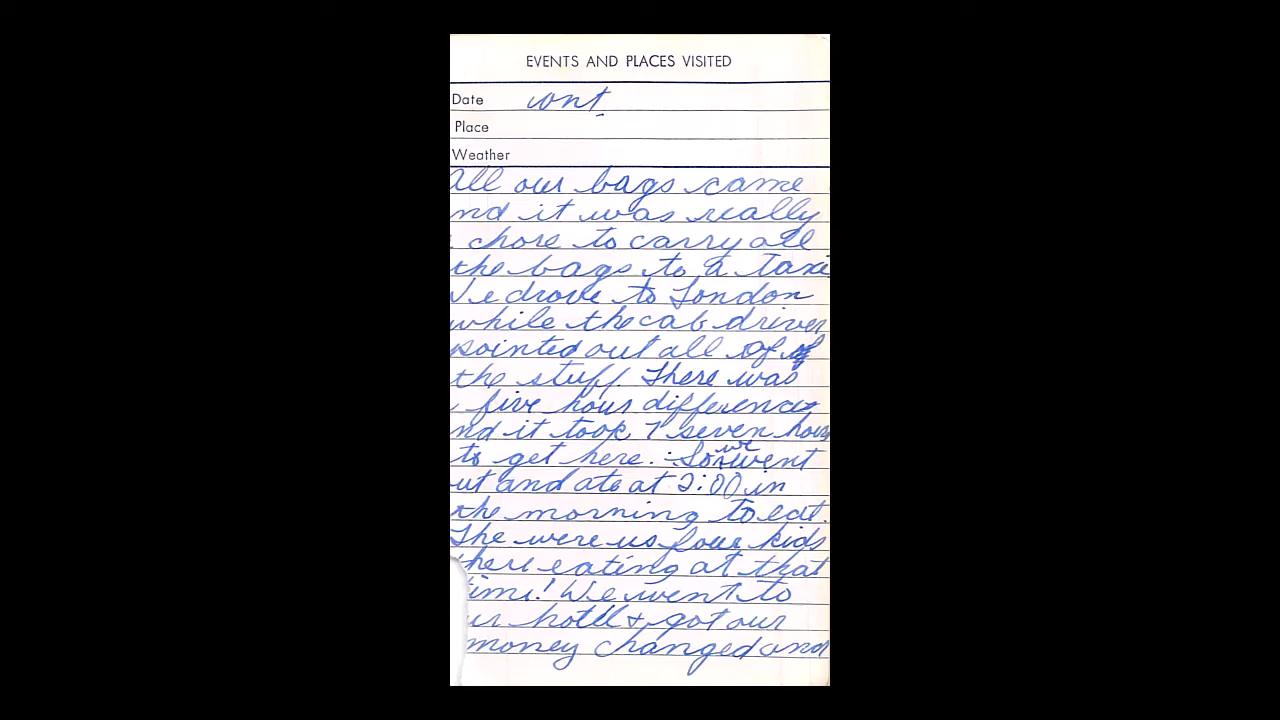 EVENTS AND PLACES VISITED
Date cont.
Place
Weather
All our bags came
nd it was really
chore to carry all
the bags to a taxi
We drove to London
while the cab driver
pointed out all of
the stuff. There was
five hour difference
nd it took 7 seven hours
to get here. So we went
ut and ate at 2:00 in
the morning to eat.
The were us four kids
here eating at that
time! We went to
ur hotel & got our
money changed and